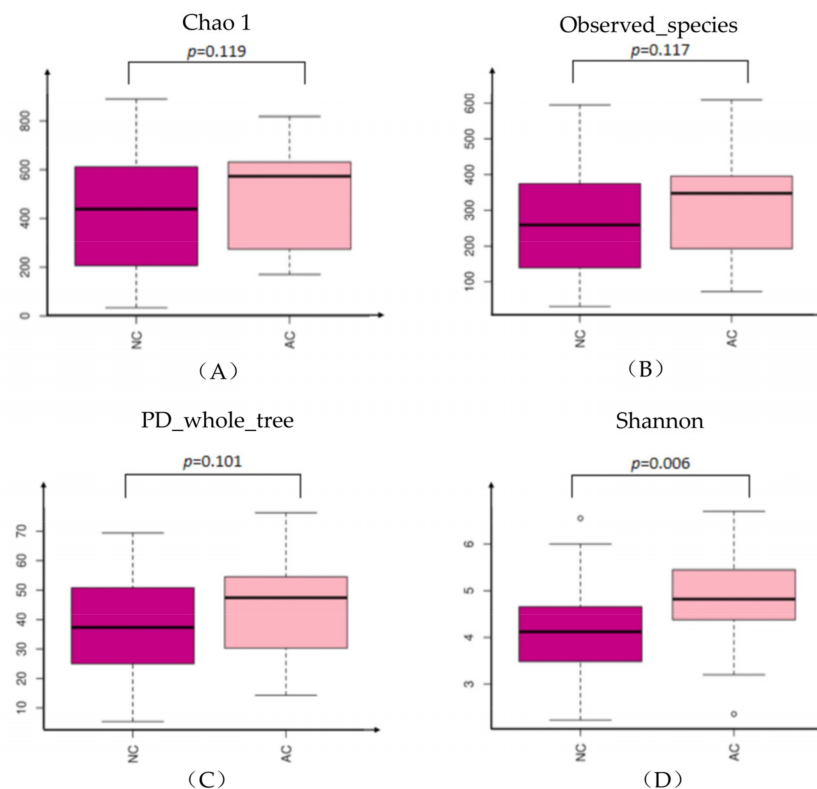 Chao 1
p=0.119
800
600
400
200
0
NC
AC
（A）
Observed_species
p=0.117
600
500
400
300
200
100
NC
AC
（B）
PD_whole_tree
p=0.101
70
60
50
40
30
20
10
NC
AC
（C）
Shannon
p=0.006
6
5
4
3
NC
AC
（D）